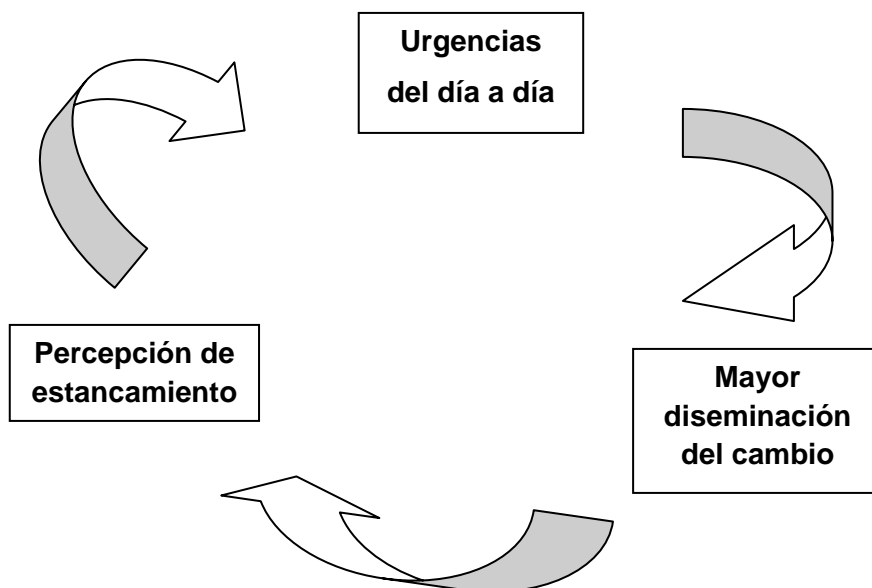 Urgencias
del día a día
Percepción de
estancamiento
Mayor
diseminación
del cambio